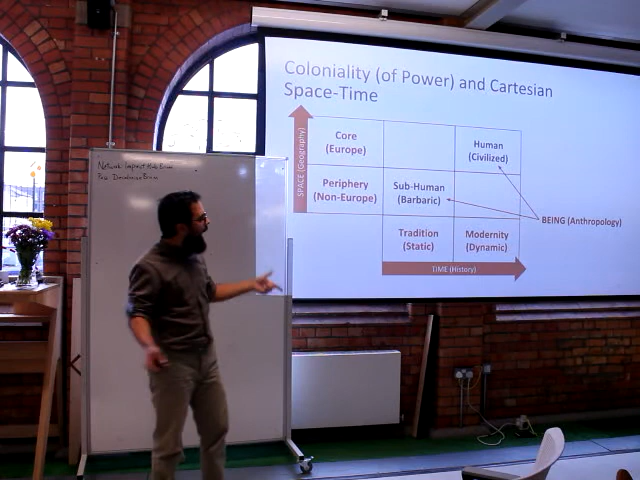 Coloniality (of Power) and Cartesian
Space-Time
SPACE (Geography)
Core
(Europe)
Human
(Civilized)
Periphery
(Non-Europe)
Sub-Human
(Barbaric)
BEING (Anthropology)
Tradition
(Static)
Modernity
(Dynamic)
TIME (History)
Network: